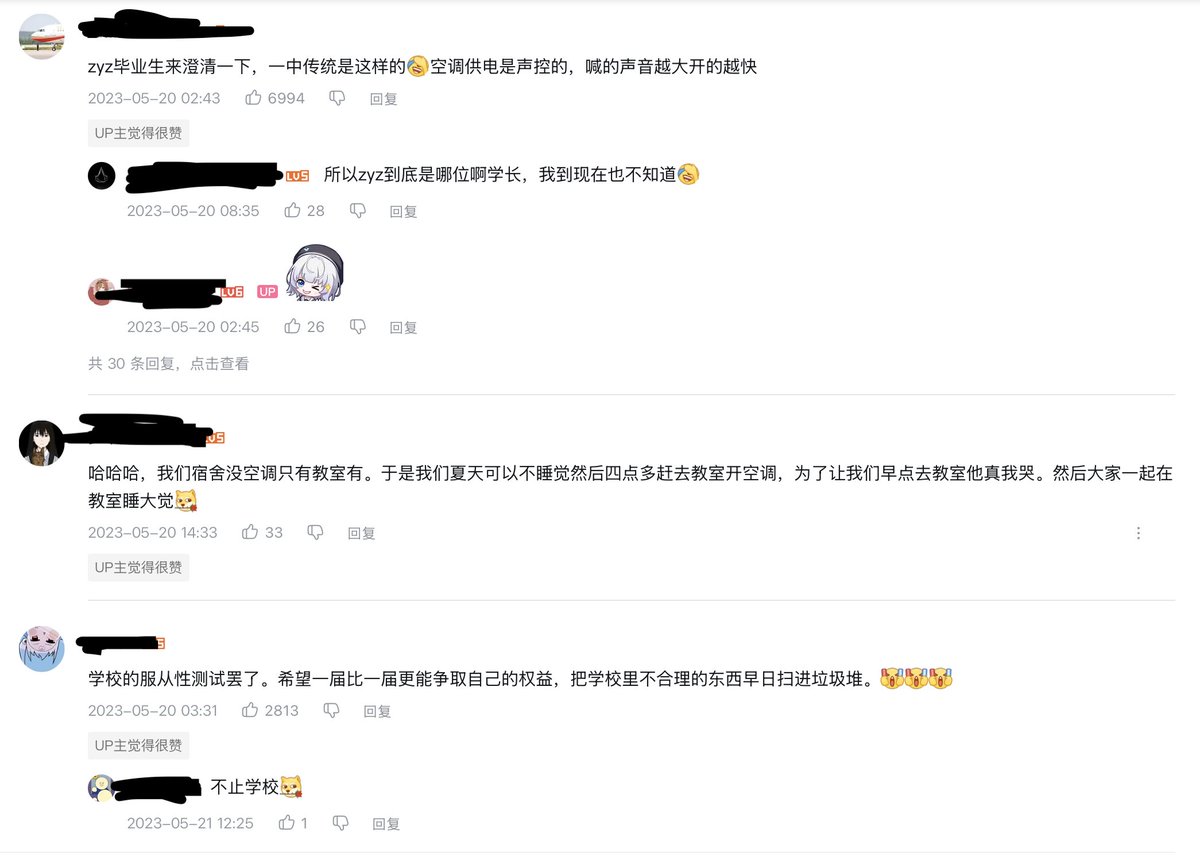 zyz毕业生来澄清一下，一中传统是这样的空调供电是声控的，喊的声音越大开的越快
2023-05-20 02:43 6994 回复
UP主觉得很赞
LV5 所以zyz到底是哪位啊学长，我到现在也不知道
2023-05-20 08:35 28 回复
LV6 UP
2023-05-20 02:45 26 回复
共 30 条回复，点击查看
哈哈哈，我们宿舍没空调只有教室有。于是我们夏天可以不睡觉然后四点多赶去教室开空调，为了让我们早点去教室他真我哭。然后大家一起在
教室睡大觉
2023-05-20 14:33 33 回复
UP主觉得很赞
学校的服从性测试罢了。希望一届比一届更能争取自己的权益，把学校里不合理的东西早日扫进垃圾堆。
2023-05-20 03:31 2813 回复
UP主觉得很赞
不止学校
2023-05-21 12:25 1 回复